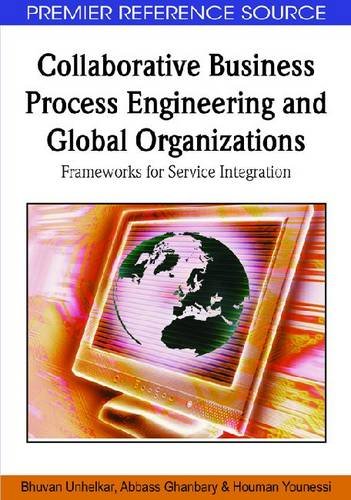 PREMIER REFERENCE SOURCE
Collaborative Business
Process Engineering and
Global Organizations
Frameworks for Service Integration
Bhuvan Unhelkar, Abbass Ghanbary & Houman Younessi